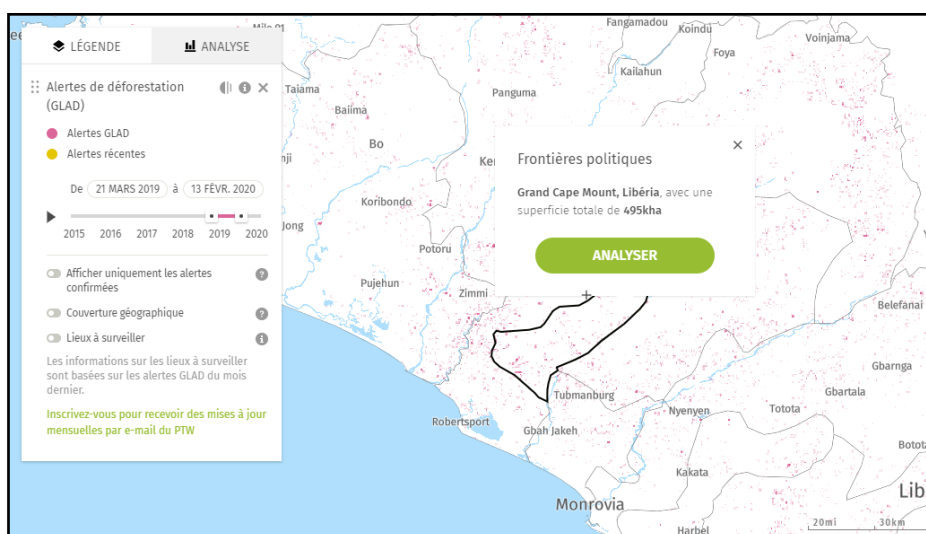 LÉGENDE
ANALYSE
Alertes de déforestation
(GLAD)
Alertes GLAD
Alertes récentes
De 21 MARS 2019 à 13 FÉVR. 2020
2015 2016 2017 2018 2019 2020
Afficher uniquement les alertes
confirmées
Couverture géographique
Lieux à surveiller
Les informations sur les lieux à surveiller
sont basées sur les alertes GLAD du mois
dernier.
Inscrivez-vous pour recevoir des mises à jour
mensuelles par e-mail du PTW
Frontières politiques
Grand Cape Mount, Libéria, avec une
superficie totale de 495kha
ANALYSER
Fangamadou
Koindu
Voinjama
Foya
Kailahun
Taiama
Panguma
Baiima
Bo
Koribondo
Jong
Potoru
Pujehun
Zimmi
Belefanai
Gbarnga
Gbartala
Tubmanburg
Totota
Nyenyen
Robertsport
Gbah Jakeh
Kakata
Monrovia
Harbel
20mi
30km